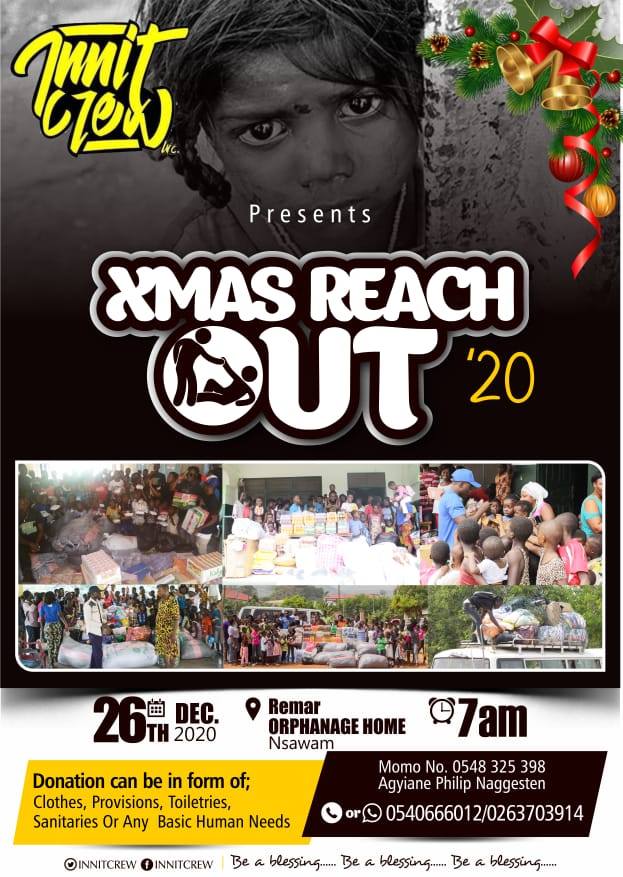 Innit
Crew
Inc.
Presents
XMAS REACH
OUT '20
26TH DEC. 2020
Remar
ORPHANAGE HOME
Nsawam
7am
Donation can be in form of;
Clothes, Provisions, Toiletries,
Sanitaries Or Any Basic Human Needs
Momo No. 0548 325 398
Agyiane Philip Naggesten
or 0540666012/0263703914
INNITCREW INNITCREW Be a blessing...... Be a blessing...... Be a blessing......